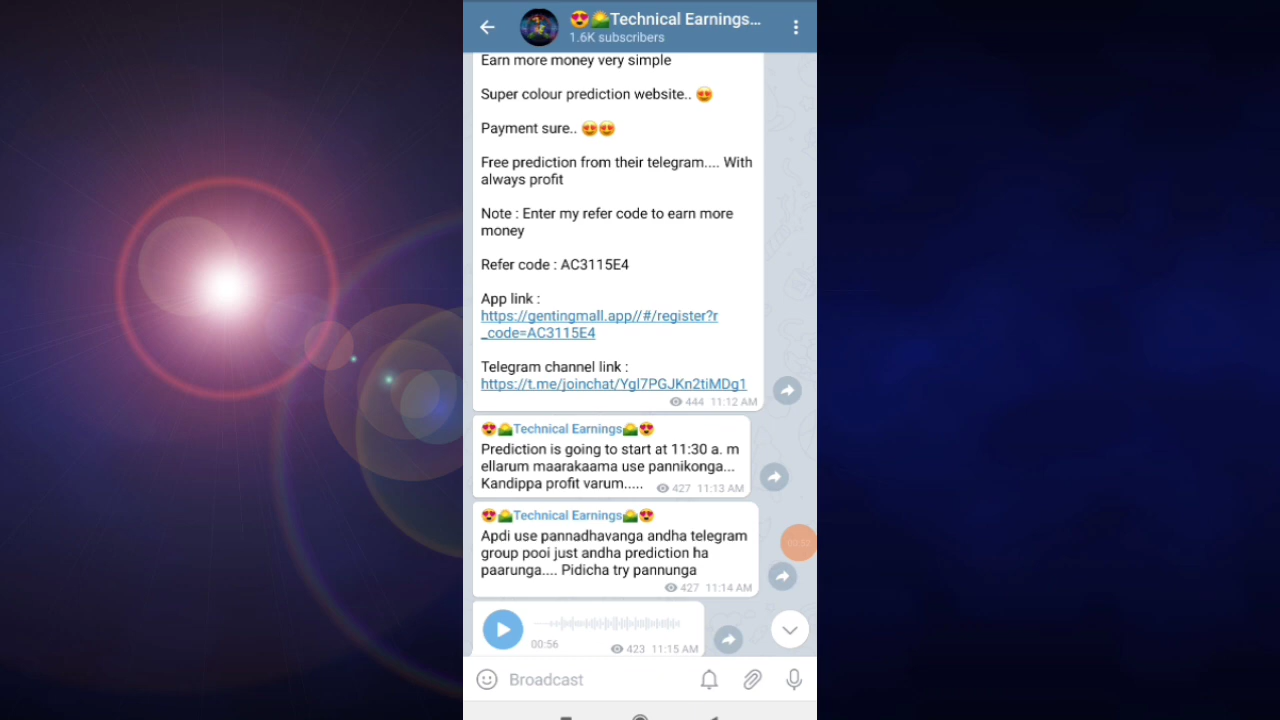 😍🌄Technical Earnings...
1.6K subscribers
Earn more money very simple
Super colour prediction website.. 😍
Payment sure.. 😍😍
Free prediction from their telegram.... With
always profit
Note : Enter my refer code to earn more
money
Refer code : AC3115E4
App link :
https://gentingmall.app//#/register?r
_code=AC3115E4
Telegram channel link :
https://t.me/joinchat/Ygl7PGJKn2tiMDg1
444 11:12 AM
😍🌄Technical Earnings🌄😍
Prediction is going to start at 11:30 a. m
ellarum maarakaama use pannikonga...
Kandippa profit varum.....
427 11:13 AM
😍🌄Technical Earnings🌄😍
Apdi use pannadhavanga andha telegram
group pooi just andha prediction ha
paarunga.... Pidicha try pannunga
427 11:14 AM
00:56
423 11:15 AM
Broadcast